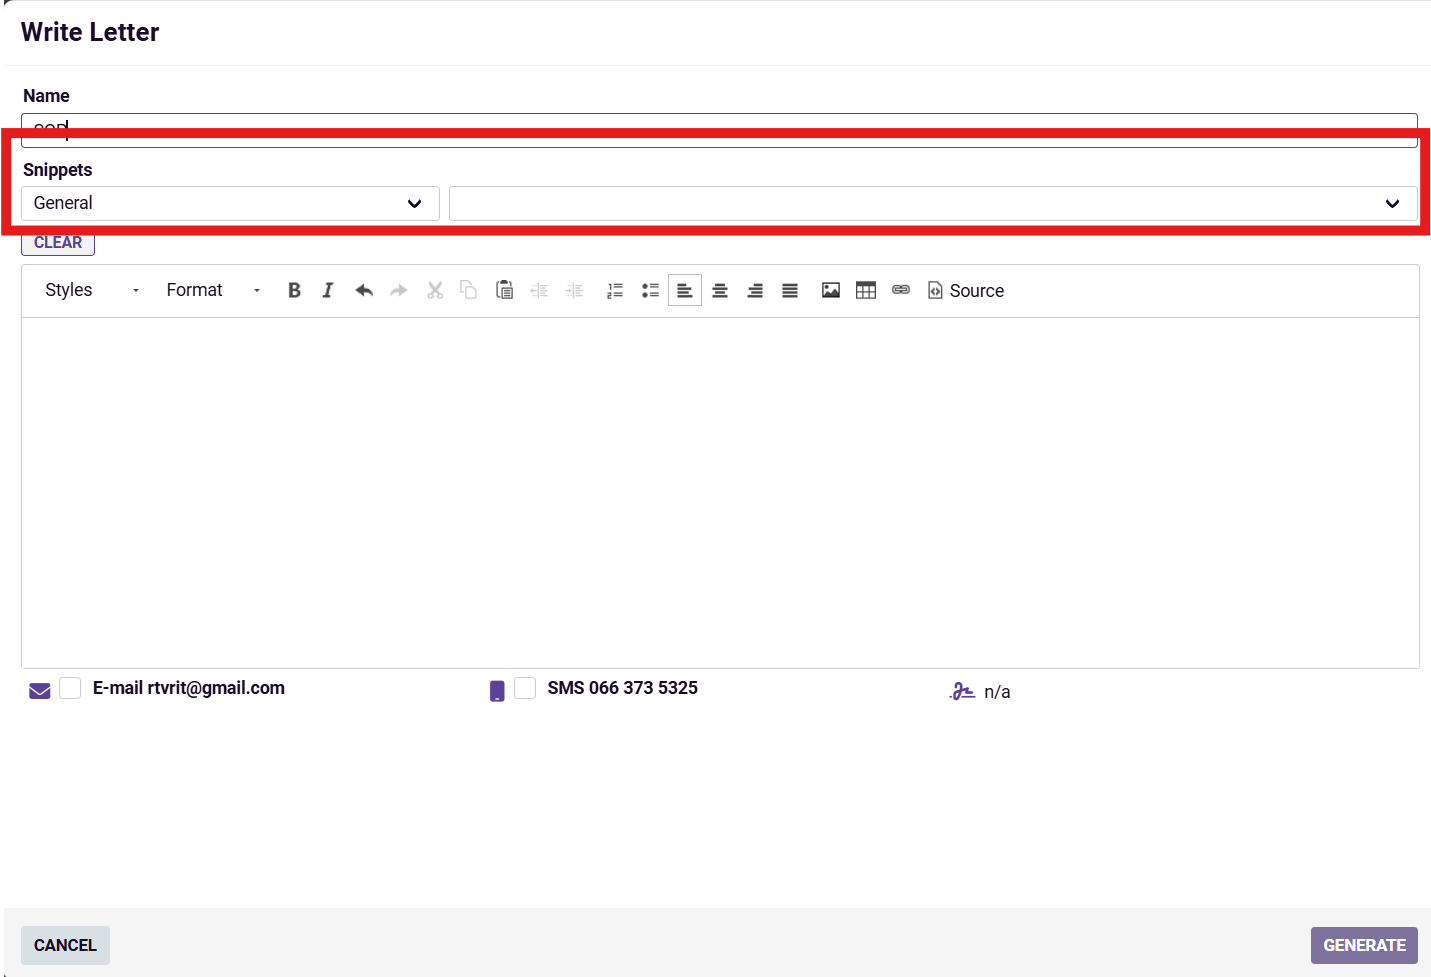 Write Letter
Name
Snippets
General
CLEAR
Styles Format B I Source
E-mail rtvrit@gmail.com SMS 066 373 5325 n/a
CANCEL GENERATE